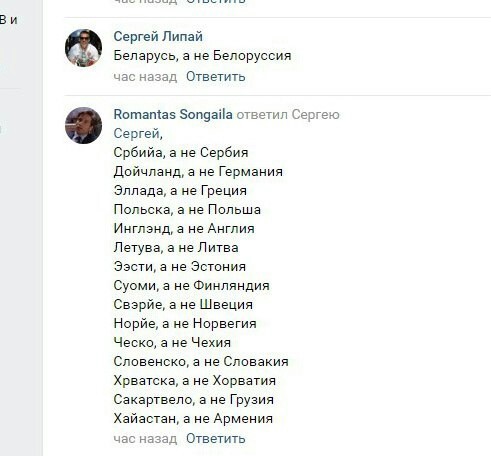 В и
Ответить
Сергей Липай
Беларусь, а не Белоруссия
час назад Ответить
Romantas Songaila ответил Сергею
Сергей,
Србийа, а не Сербия
Дойчланд, а не Германия
Эллада, а не Греция
Польска, а не Польша
Инглэнд, а не Англия
Летува, а не Литва
Ээсти, а не Эстония
Суоми, а не Финляндия
Свэрйе, а не Швеция
Норйе, а не Норвегия
Ческо, а не Чехия
Словенско, а не Словакия
Хрватска, а не Хорватия
Сакартвело, а не Грузия
Хайастан, а не Армения
час назад Ответить